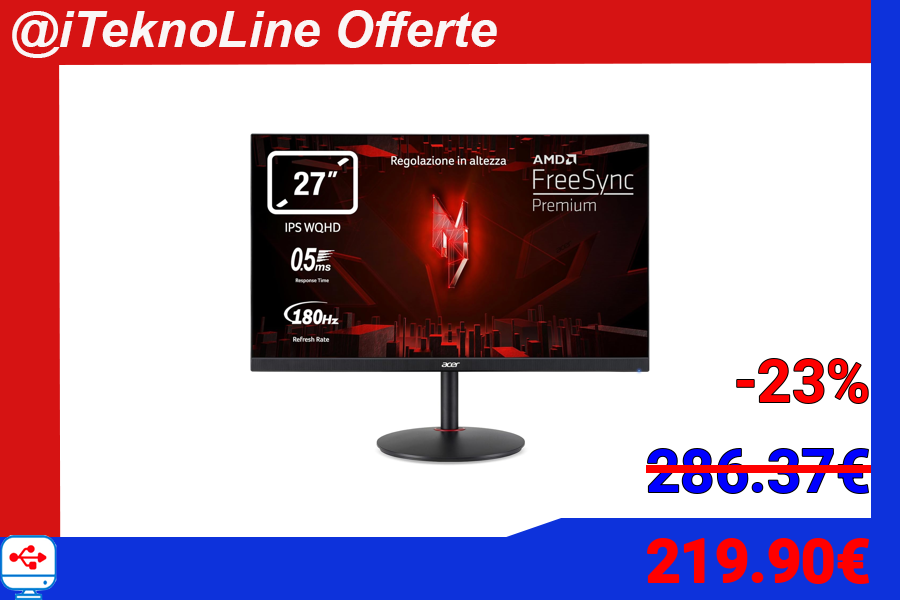 @iTeknoLine Offerte
27″
Regolazione in altezza
AMD
FreeSync
Premium
IPS WQHD
0.5ms
Response Time
180Hz
Refresh Rate
acer
-23%
286.37€
219.90€